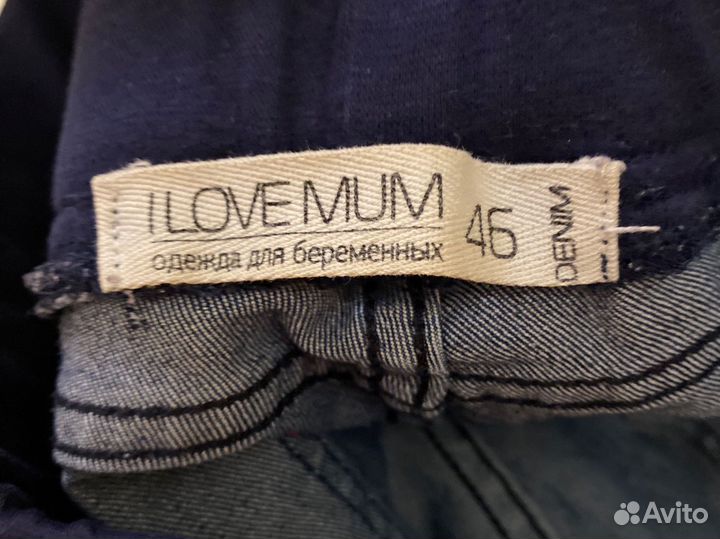 I LOVE MUM
одежда для беременных
46
DENIM
Avito